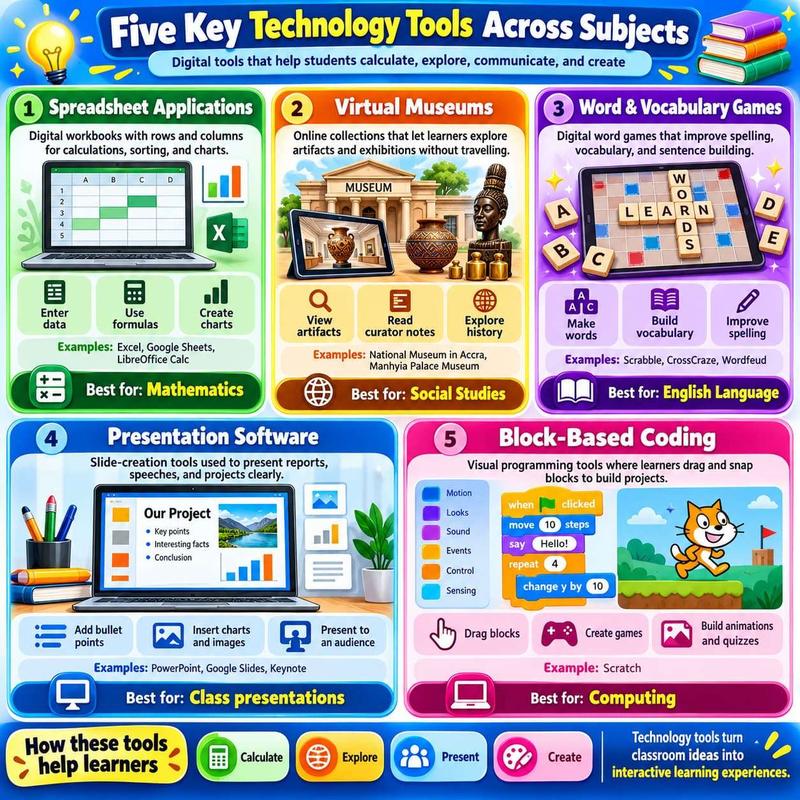 Five Key Technology Tools Across Subjects
Digital tools that help students calculate, explore, communicate, and create
1 Spreadsheet Applications
Digital workbooks with rows and columns
for calculations, sorting, and charts.
A B C D
1
2
3
4
X
Enter
data
Use
formulas
Create
charts
Examples: Excel, Google Sheets,
LibreOffice Calc
Best for: Mathematics
2 Virtual Museums
Online collections that let learners explore
artifacts and exhibitions without travelling.
MUSEUM
View
artifacts
Read
curator notes
Explore
history
Examples: National Museum in Accra,
Manhyia Palace Museum
Best for: Social Studies
3 Word & Vocabulary Games
Digital word games that improve spelling,
vocabulary, and sentence building.
WORDS
LEARN
A
B
C
D
E
A
A C
Make
words
Build
vocabulary
Improve
spelling
Examples: Scrabble, CrossCraze, Wordfeud
Best for: English Language
4 Presentation Software
Slide-creation tools used to present reports,
speeches, and projects clearly.
Our Project
• Key points
• Interesting facts
• Conclusion
Add bullet
points
Insert charts
and images
Present to
an audience
Examples: PowerPoint, Google Slides, Keynote
Best for: Class presentations
5 Block-Based Coding
Visual programming tools where learners drag and snap
blocks to build projects.
Motion
Looks
Sound
Events
Control
Sensing
when clicked
move 10 steps
say Hello!
repeat 4
change y by 10
Drag blocks
Create games
Build animations
and quizzes
Example: Scratch
Best for: Computing
How these tools
help learners
Calculate
Explore
Present
Create
Technology tools turn
classroom ideas into
interactive learning experiences.